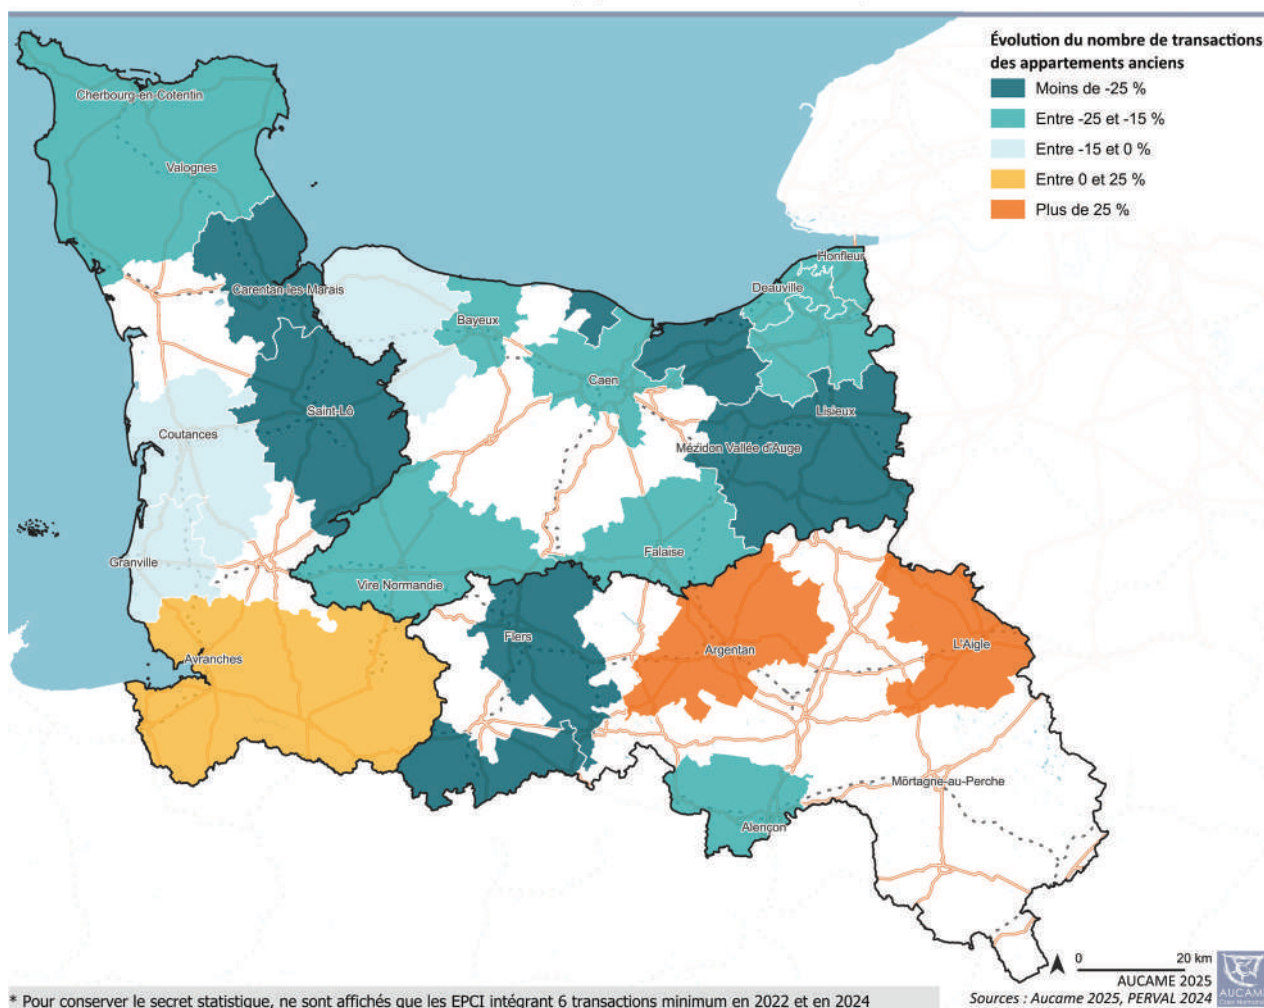 Évolution du nombre de transactions
des appartements anciens
Moins de -25 %
Entre -25 et -15 %
Entre -15 et 0 %
Entre 0 et 25 %
Plus de 25 %
Cherbourg-en-Cotentin
Valognes
Honfleur
Carentan-les-Marais
Deauville
Bayeux
Caen
Saint-Lô
Lisieux
Coutances
Mézidon Vallée d'Auge
Granville
Falaise
Vire Normandie
Flers
L'Aigle
Argentan
Avranches
Mortagne-au-Perche
Alençon
0 20 km
AUCAME 2025
Sources : Aucame 2025, PERVAL 2024
AUCAME
* Pour conserver le secret statistique, ne sont affichés que les EPCI intégrant 6 transactions minimum en 2022 et en 2024